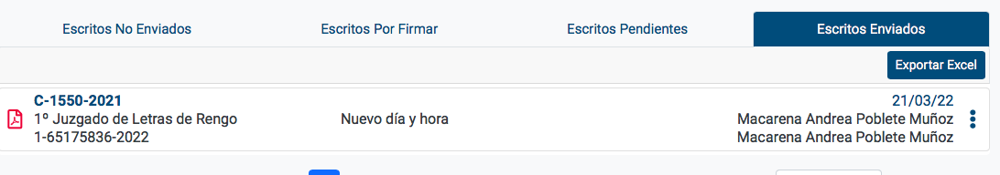 Escritos No Enviados
Escritos Por Firmar
Escritos Pendientes
Escritos Enviados
Exportar Excel
C-1550-2021
21/03/22
1º Juzgado de Letras de Rengo
Nuevo día y hora
Macarena Andrea Poblete Muñoz
1-65175836-2022
Macarena Andrea Poblete Muñoz